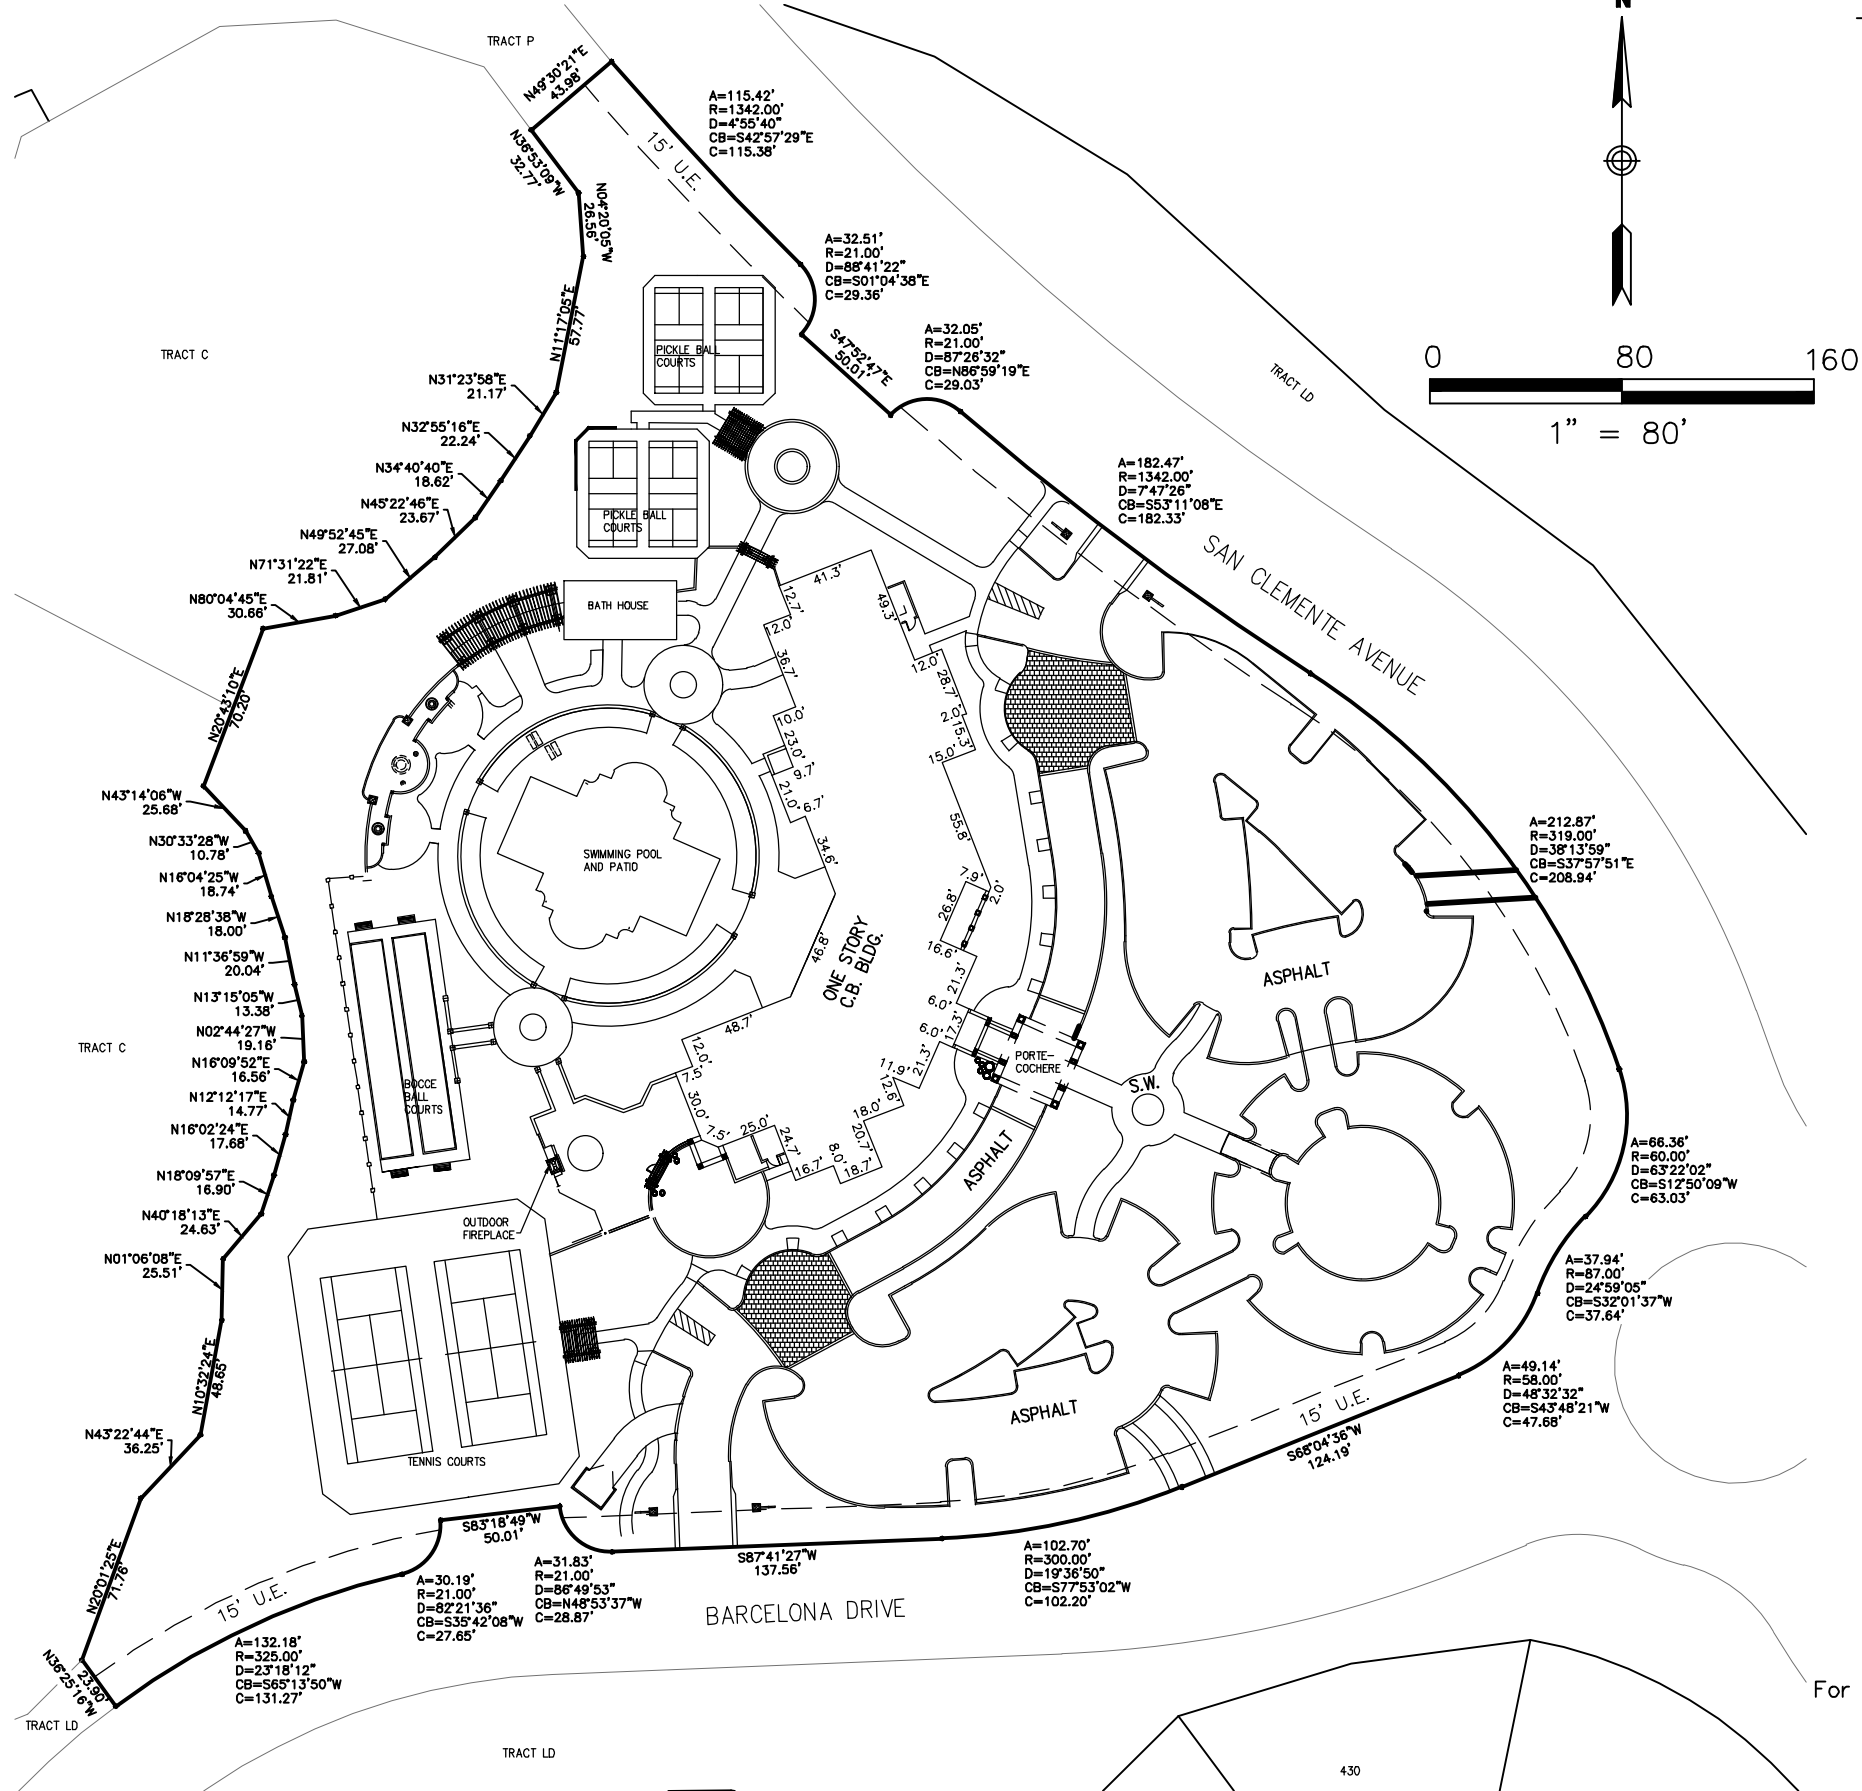 N
TRACT P
N49°30'21"E
43.98'
A=115.42'
R=1342.00'
D=4°55'40"
CB=S42°57'29"E
C=115.38'
15' U.E.
N36°53'09"W
32.77'
N04°20'05"W
26.56'
A=32.51'
R=21.00'
D=88°41'22"
CB=S01°04'38"E
C=29.36'
N11°17'05"E
57.77'
S47°52'47"E
50.01'
A=32.05'
R=21.00'
D=87°26'32"
CB=N86°59'19"E
C=29.03'
0 80 160
1" = 80'
TRACT C
PICKLE BALL
COURTS
TRACT LD
N31°23'58"E
21.17'
N32°55'16"E
22.24'
N34°40'40"E
18.62'
N45°22'46"E
23.67'
N49°52'45"E
27.08'
N71°31'22"E
21.81'
N80°04'45"E
30.66'
A=182.47'
R=1342.00'
D=7°47'26"
CB=S53°11'08"E
C=182.33'
PICKLE BALL
COURTS
SAN CLEMENTE AVENUE
BATH HOUSE
41.3'
12.7'
49.3'
12.0'
36.7'
12.0'
28.7'
2.0'
15.3'
15.0'
10.0'
23.0'
9.7'
21.0'
6.7'
34.6'
55.8'
N20°43'10"E
70.20'
N43°14'06"W
25.68'
N30°33'28"W
10.78'
N16°04'25"W
18.74'
N18°28'38"W
18.00'
N11°36'59"W
20.04'
N13°15'05"W
13.38'
N02°44'27"W
19.16'
N16°09'52"E
16.56'
N12°12'17"E
14.77'
N16°02'24"E
17.68'
N18°09'57"E
16.90'
N40°18'13"E
24.63'
N01°06'08"E
25.51'
SWIMMING POOL
AND PATIO
A=212.87'
R=319.00'
D=38°13'59"
CB=S37°57'51"E
C=208.94'
7.9'
2.0'
26.8'
16.6'
46.8'
ONE STORY
C.B. BLDG.
21.3'
6.0'
17.3'
6.0'
21.3'
11.9'
12.6'
18.0'
20.7'
18.7'
8.0'
16.7'
24.7'
25.0'
7.5'
30.0'
7.5'
12.0'
48.7'
ASPHALT
PORTE-
COCHERE
S.W.
ASPHALT
TRACT C
BOCCE
BALL
COURTS
OUTDOOR
FIREPLACE
A=66.36'
R=60.00'
D=63°22'02"
CB=S12°50'09"W
C=63.03'
A=37.94'
R=87.00'
D=24°59'05"
CB=S32°01'37"W
C=37.64'
A=49.14'
R=58.00'
D=48°32'32"
CB=S43°48'21"W
C=47.68'
N10°32'24"E
48.65'
N43°22'44"E
36.25'
TENNIS COURTS
ASPHALT
15' U.E.
S68°04'36"W
124.19'
S83°18'49"W
50.01'
S87°41'27"W
137.56'
A=102.70'
R=300.00'
D=19°36'50"
CB=S77°53'02"W
C=102.20'
A=31.83'
R=21.00'
D=86°49'53"
CB=N48°53'37"W
C=28.87'
A=30.19'
R=21.00'
D=82°21'36"
CB=S35°42'08"W
C=27.65'
N20°01'25"E
71.76'
15' U.E.
BARCELONA DRIVE
A=132.18'
R=325.00'
D=23°18'12"
CB=S65°13'50"W
C=131.27'
N36°25'16"W
23.90'
TRACT LD
TRACT LD
For
430